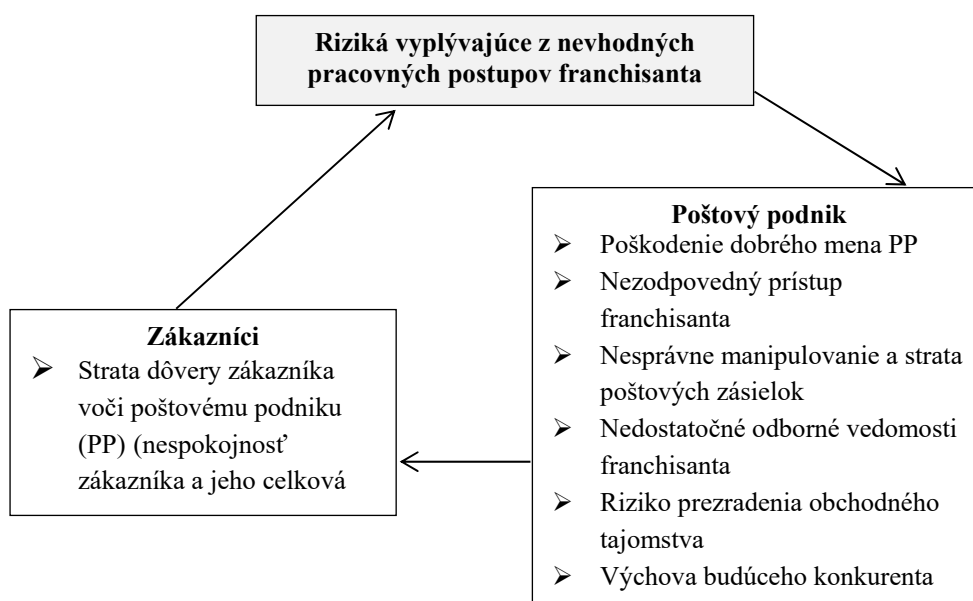 Riziká vyplývajúce z nevhodných
pracovných postupov franchisanta
Poštový podnik
➢ Poškodenie dobrého mena PP
➢ Nezodpovedný prístup
franchisanta
➢ Nesprávne manipulovanie a strata
poštových zásielok
➢ Nedostatočné odborné vedomosti
franchisanta
➢ Riziko prezradenia obchodného
tajomstva
➢ Výchova budúceho konkurenta
Zákazníci
➢ Strata dôvery zákazníka
voči poštovému podniku
(PP) (nespokojnosť
zákazníka a jeho celková